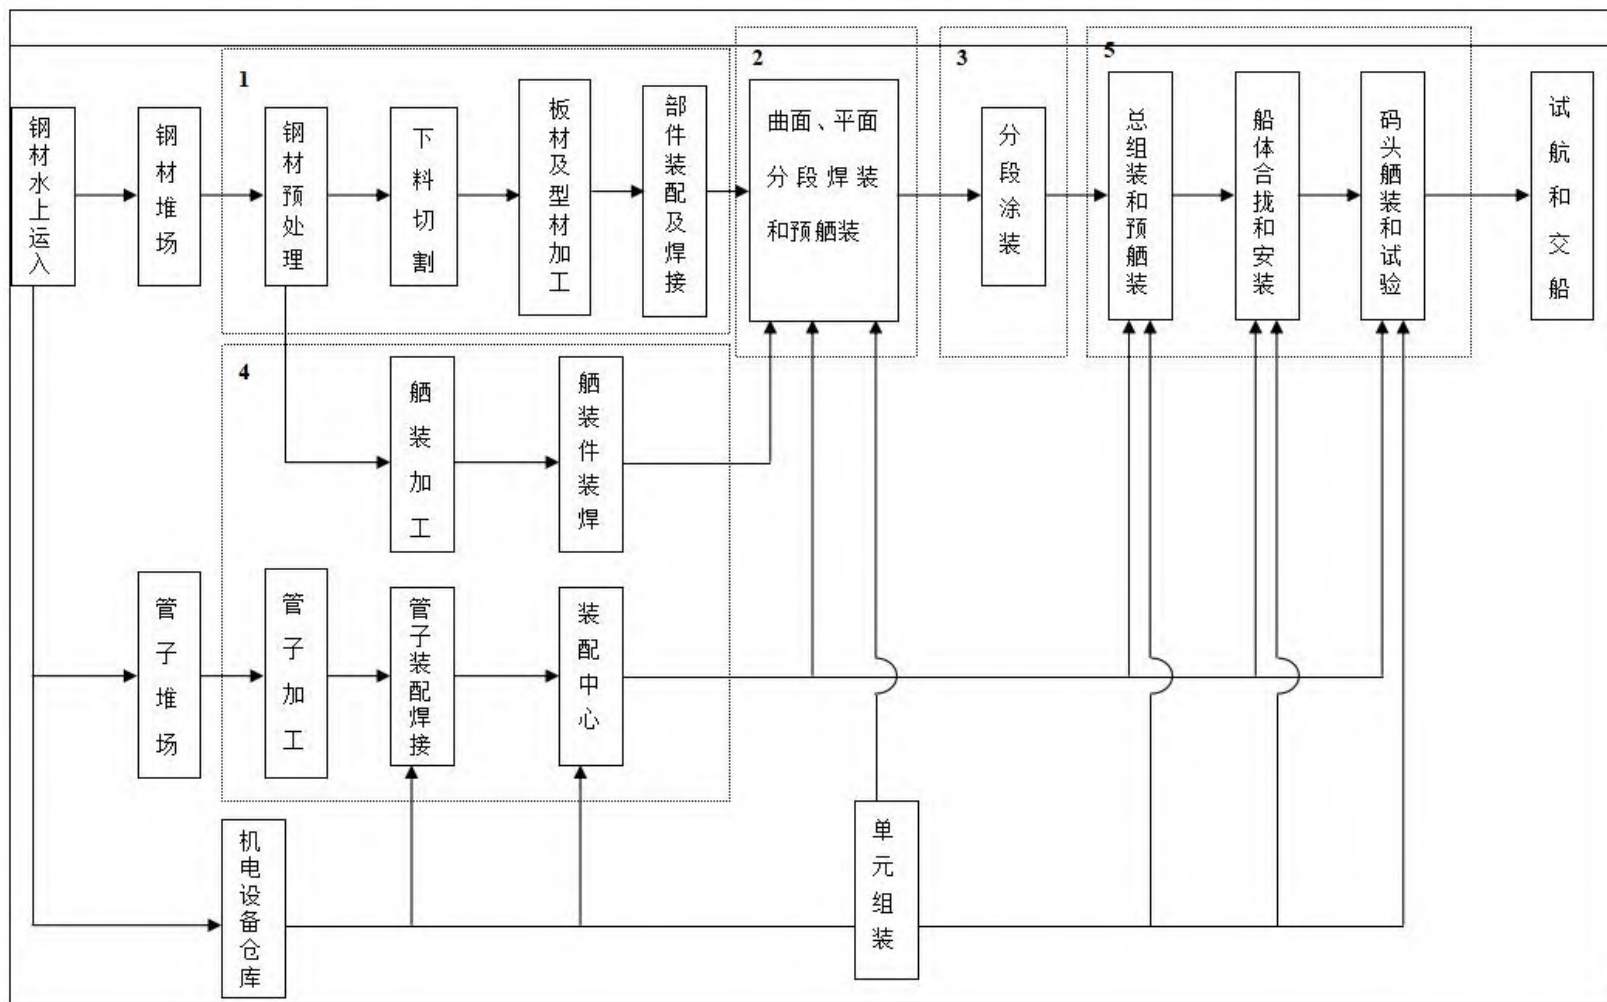 1
2
3
5
钢材水上运入
钢材堆场
钢材预处理
下料切割
板材及型材加工
部件装配及焊接
曲面、平面
分段焊装
和预舾装
分段涂装
总组装和预舾装
船体合拢和安装
码头舾装和试验
试航和交船
4
舾装加工
舾装件装焊
管子堆场
管子加工
管子装配焊接
装配中心
机电设备仓库
单元组装